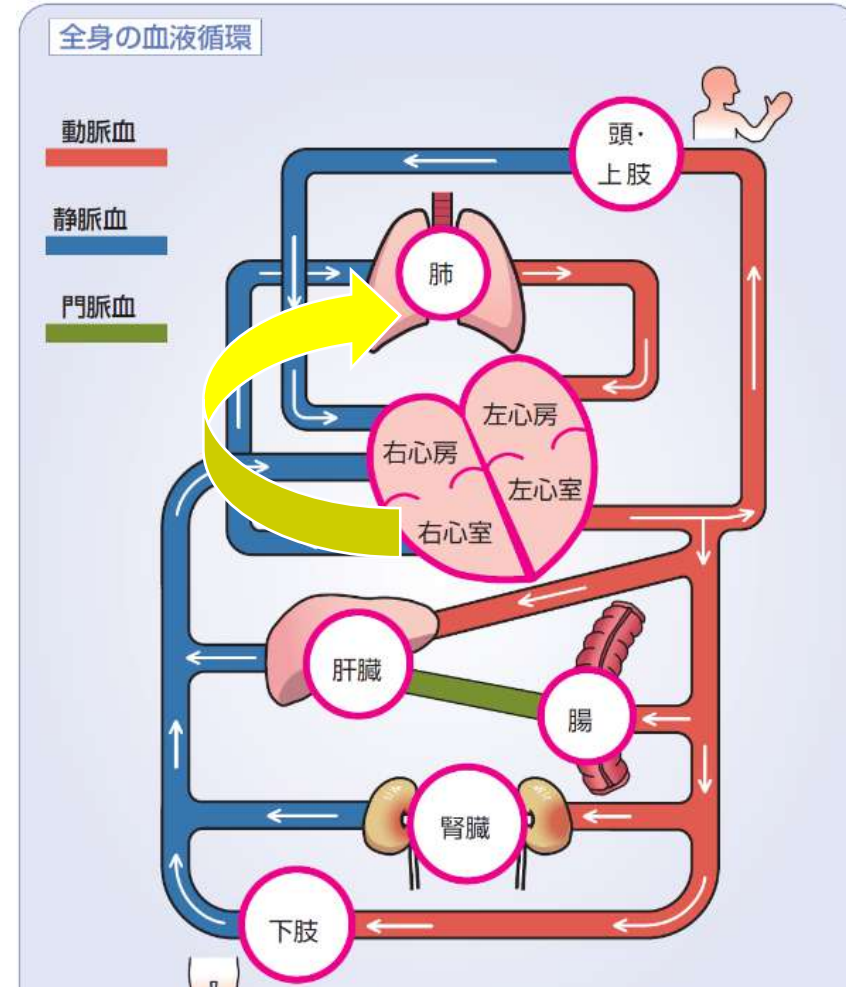 全身の血液循環
動脈血
静脈血
門脈血
頭・
上肢
肺
左心房
右心房
左心室
右心室
肝臓
腸
腎臓
下肢